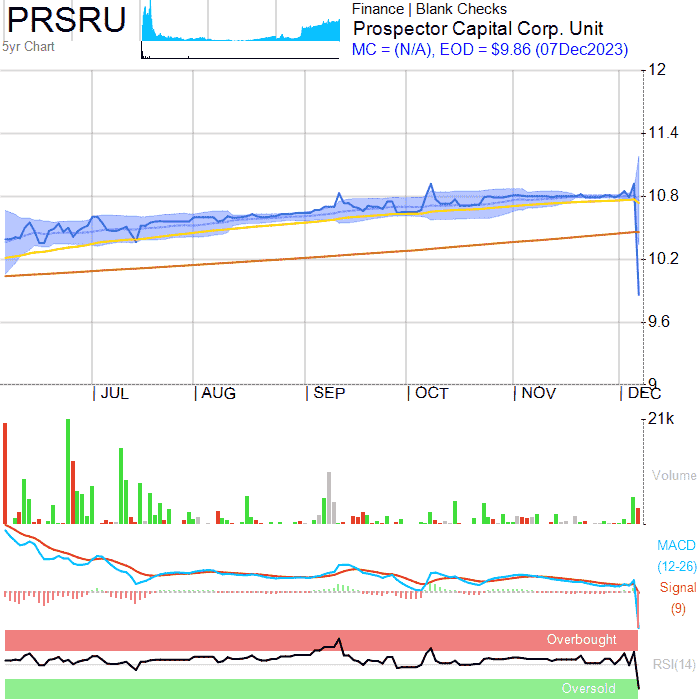 PRSRU
5yr Chart
Finance | Blank Checks
Prospector Capital Corp. Unit
MC = (N/A), EOD = $9.86 (07Dec2023)
12
11.4
10.8
10.2
9.6
9
JUL AUG SEP OCT NOV DEC
21k
Volume
MACD
(12-26)
Signal
(9)
Overbought
RSI(14)
Oversold